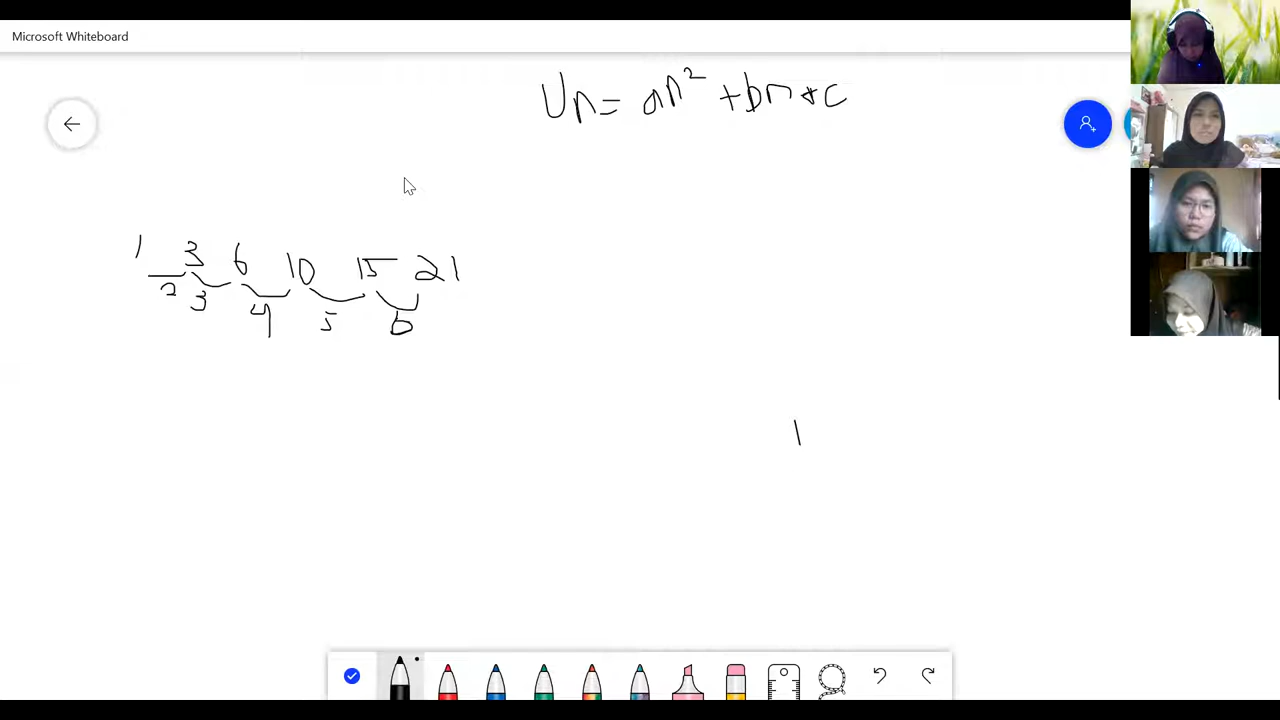 Microsoft Whiteboard
Un = an² + bn + c
1 3 6 10 15 21
2 3 4 5 6
1